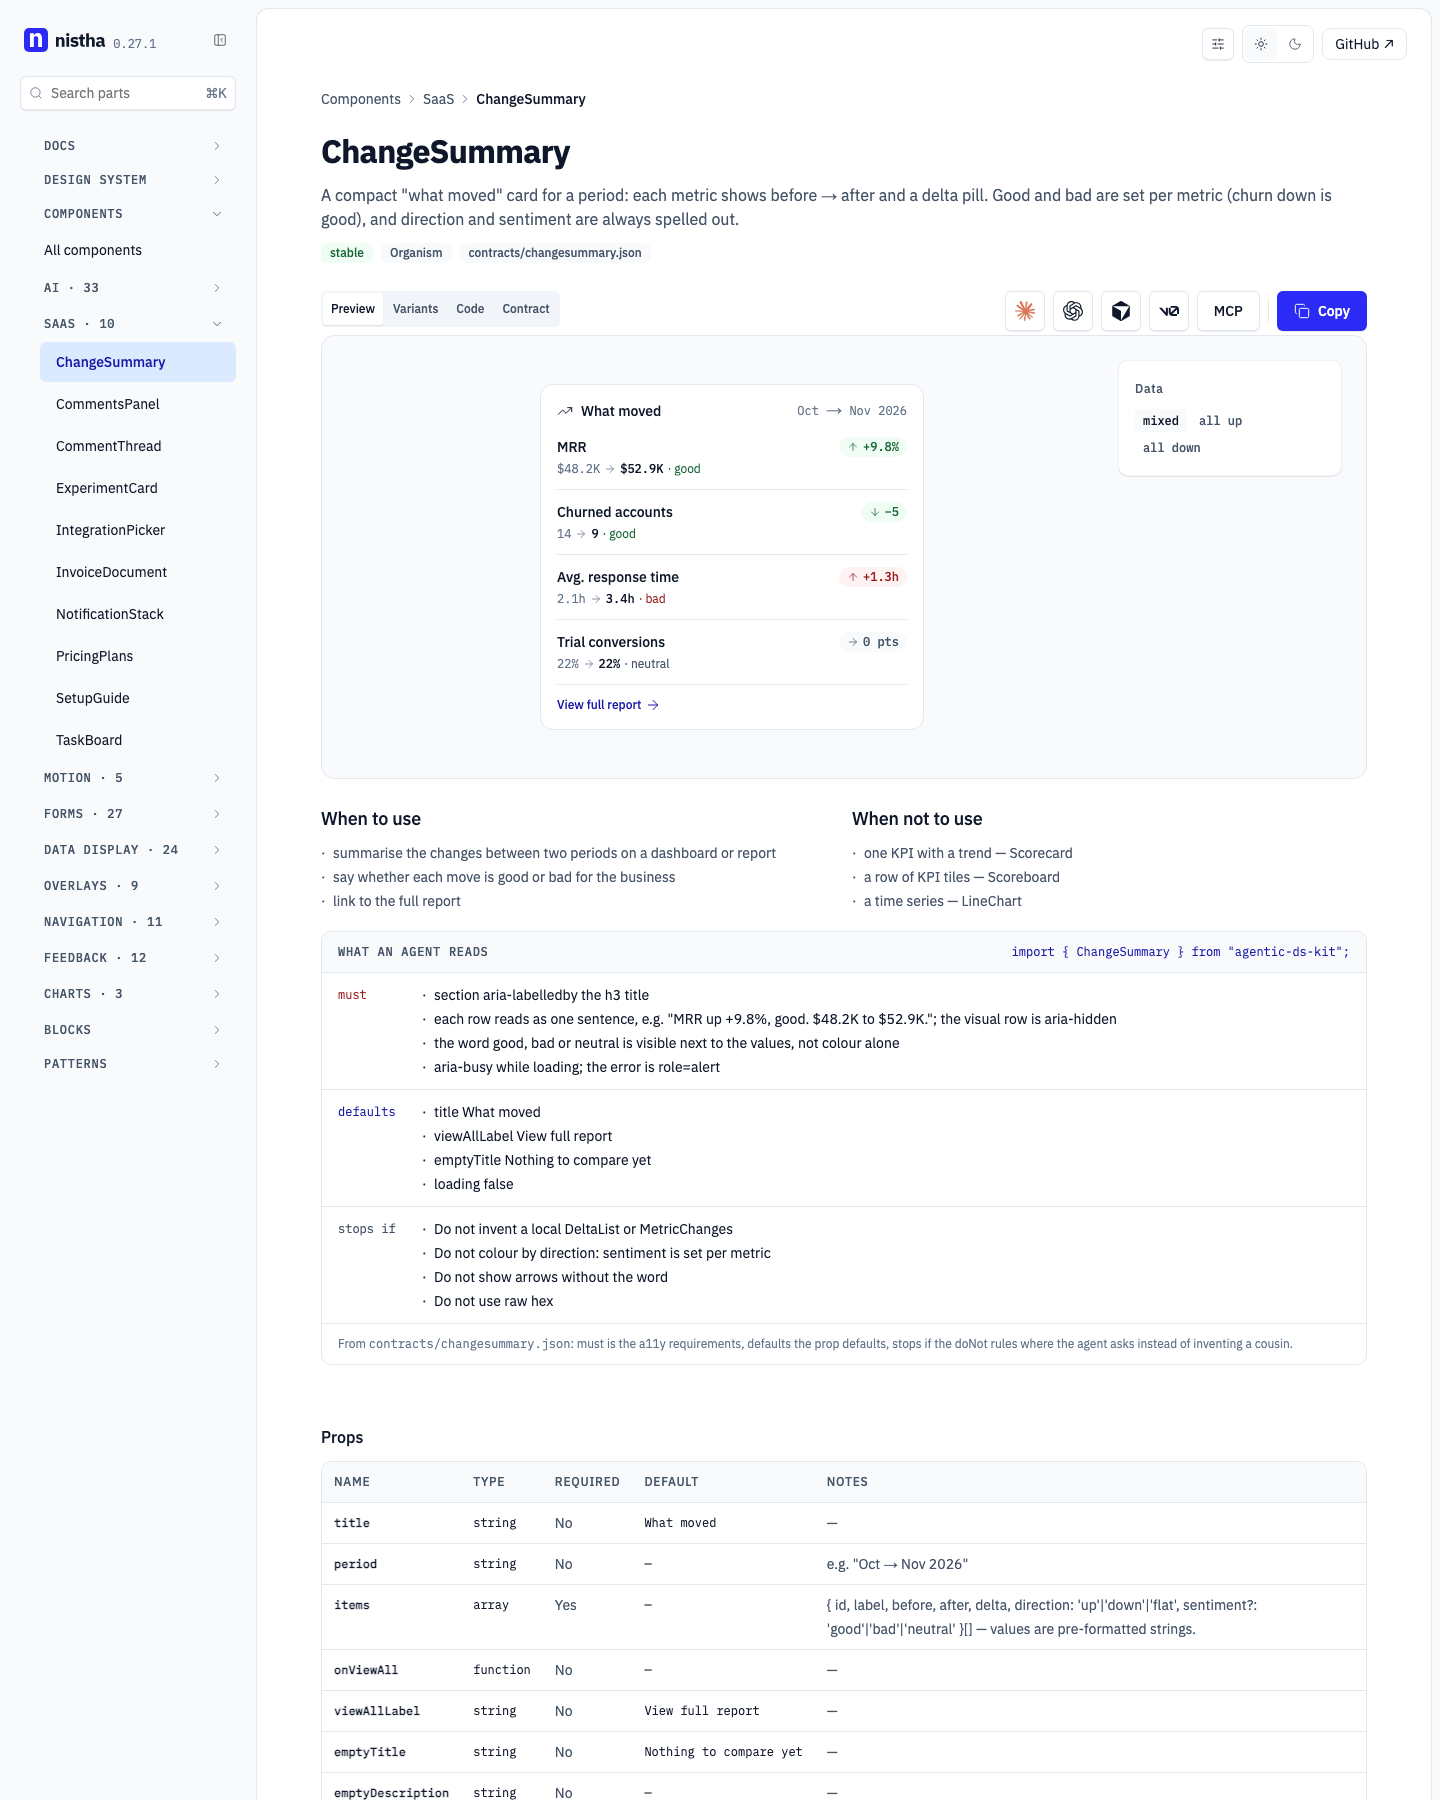 nistha 0.27.1
Search parts ⌘K
DOCS
DESIGN SYSTEM
COMPONENTS
All components
AI · 33
SAAS · 10
ChangeSummary
CommentsPanel
CommentThread
ExperimentCard
IntegrationPicker
InvoiceDocument
NotificationStack
PricingPlans
SetupGuide
TaskBoard
MOTION · 5
FORMS · 27
DATA DISPLAY · 24
OVERLAYS · 9
NAVIGATION · 11
FEEDBACK · 12
CHARTS · 3
BLOCKS
PATTERNS
GitHub ↗
Components > SaaS > ChangeSummary
ChangeSummary
A compact "what moved" card for a period: each metric shows before → after and a delta pill. Good and bad are set per metric (churn down is
good), and direction and sentiment are always spelled out.
stable Organism contracts/changesummary.json
Preview Variants Code Contract
v0 MCP Copy
Data
mixed all up
all down
What moved Oct → Nov 2026
MRR ↑ +9.8%
$48.2K → $52.9K · good
Churned accounts ↓ −5
14 → 9 · good
Avg. response time ↑ +1.3h
2.1h → 3.4h · bad
Trial conversions → 0 pts
22% → 22% · neutral
View full report →
When to use
· summarise the changes between two periods on a dashboard or report
· say whether each move is good or bad for the business
· link to the full report
When not to use
· one KPI with a trend — Scorecard
· a row of KPI tiles — Scoreboard
· a time series — LineChart
WHAT AN AGENT READS import { ChangeSummary } from "agentic-ds-kit";
must
· section aria-labelledby the h3 title
· each row reads as one sentence, e.g. "MRR up +9.8%, good. $48.2K to $52.9K."; the visual row is aria-hidden
· the word good, bad or neutral is visible next to the values, not colour alone
· aria-busy while loading; the error is role=alert
defaults
· title What moved
· viewAllLabel View full report
· emptyTitle Nothing to compare yet
· loading false
stops if
· Do not invent a local DeltaList or MetricChanges
· Do not colour by direction: sentiment is set per metric
· Do not show arrows without the word
· Do not use raw hex
From contracts/changesummary.json: must is the a11y requirements, defaults the prop defaults, stops if the doNot rules where the agent asks instead of inventing a cousin.
Props
NAME TYPE REQUIRED DEFAULT NOTES
title string No What moved —
period string No — e.g. "Oct → Nov 2026"
items array Yes — { id, label, before, after, delta, direction: 'up'|'down'|'flat', sentiment?:
'good'|'bad'|'neutral' }[] — values are pre-formatted strings.
onViewAll function No — —
viewAllLabel string No View full report —
emptyTitle string No Nothing to compare yet —
emptyDescription string No — —